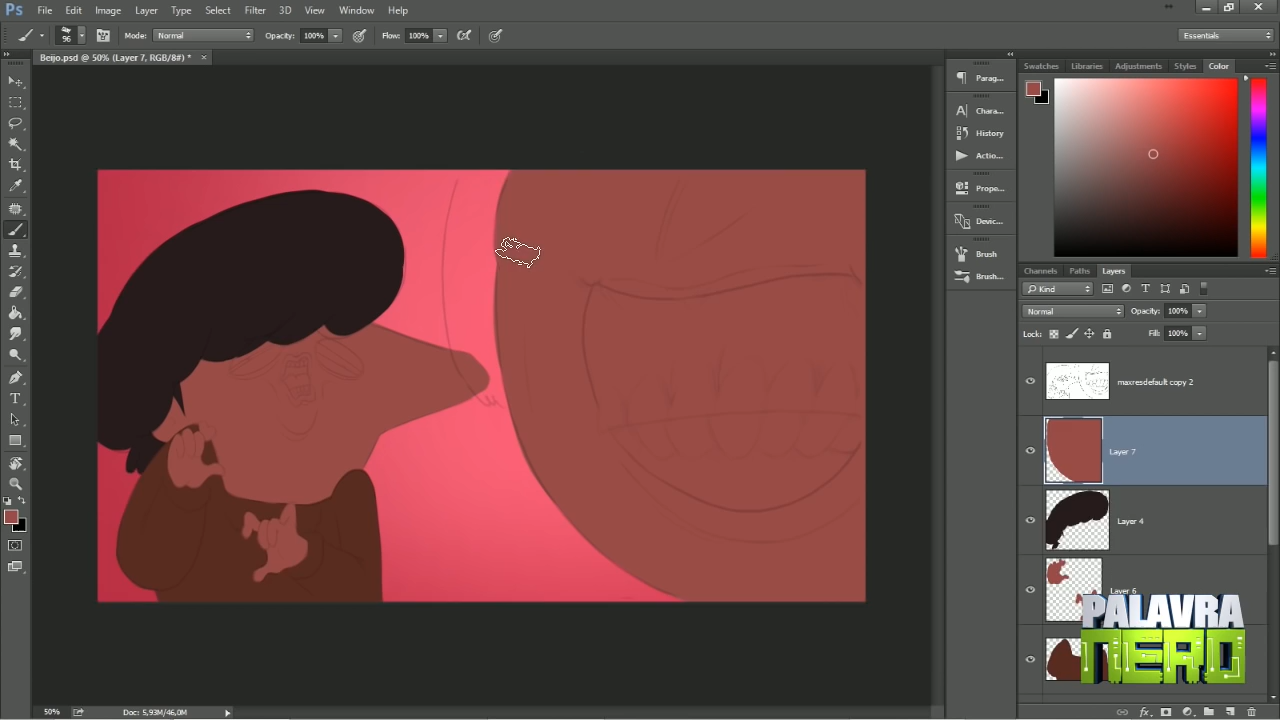 Ps File Edit Image Layer Type Select Filter 3D View Window Help
96 Mode: Normal Opacity: 100% Flow: 100% Essentials
Beijo.psd @ 50% (Layer 7, RGB/8#) * ×
Swatches Libraries Adjustments Styles Color
Parag...
Chara...
History
Actio...
Prope...
Devic...
Brush
Brush...
Channels Paths Layers
Kind
Normal Opacity: 100%
Lock: Fill: 100%
maxresdefault copy 2
Layer 7
Layer 4
Layer 6
PALAVRA
NERD
50% Doc: 5,93M/46,0M